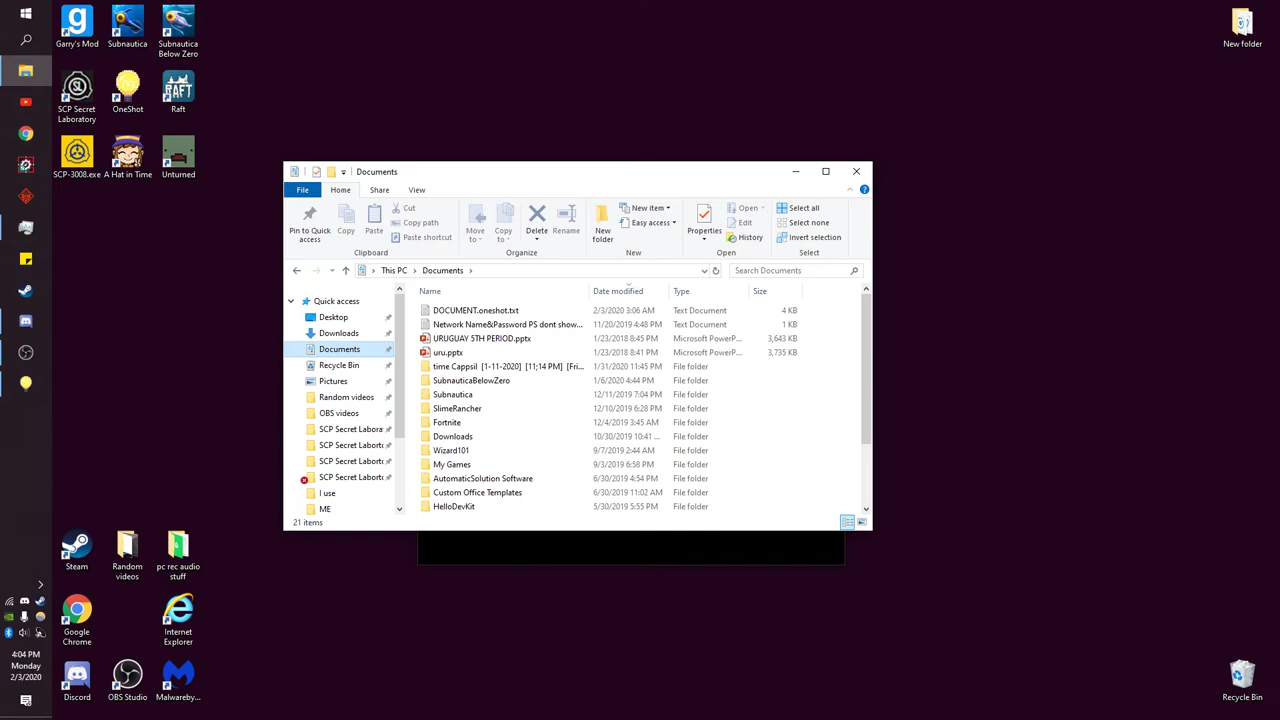 Garry's Mod
Subnautica
Subnautica
Below Zero
SCP Secret
Laboratory
OneShot
Raft
SCP-3008.exe
A Hat in Time
Unturned
New folder
Documents
File
Home
Share
View
Pin to Quick
access
Copy
Paste
Cut
Copy path
Paste shortcut
Clipboard
Move
to
Copy
to
Delete
Rename
Organize
New
folder
New item
Easy access
New
Properties
Open
Edit
History
Open
Select all
Select none
Invert selection
Select
This PC
Documents
Search Documents
Quick access
Desktop
Downloads
Documents
Recycle Bin
Pictures
Random videos
OBS videos
SCP Secret Labora
SCP Secret Laborto
SCP Secret Laborto
SCP Secret Laborto
I use
ME
Name Date modified Type Size
DOCUMENT.oneshot.txt 2/3/2020 3:06 AM Text Document 4 KB
Network Name&Password PS dont show... 11/20/2019 4:48 PM Text Document 1 KB
URUGUAY 5TH PERIOD.pptx 1/23/2018 8:45 PM Microsoft PowerP... 3,643 KB
uru.pptx 1/23/2018 8:41 PM Microsoft PowerP... 3,735 KB
time Cappsil [1-11-2020] [11;14 PM] [Fri... 1/31/2020 11:45 PM File folder
SubnauticaBelowZero 1/6/2020 4:44 PM File folder
Subnautica 12/11/2019 7:04 PM File folder
SlimeRancher 12/10/2019 6:28 PM File folder
Fortnite 12/4/2019 3:45 AM File folder
Downloads 10/30/2019 10:41 ... File folder
Wizard101 9/7/2019 2:44 AM File folder
My Games 9/3/2019 6:58 PM File folder
AutomaticSolution Software 6/30/2019 4:54 PM File folder
Custom Office Templates 6/30/2019 11:02 AM File folder
HelloDevKit 5/30/2019 5:55 PM File folder
21 items
Steam
Random
videos
pc rec audio
stuff
Google
Chrome
Internet
Explorer
Discord
OBS Studio
Malwareby...
4:04 PM
Monday
2/3/2020
Recycle Bin
RAFT
SL